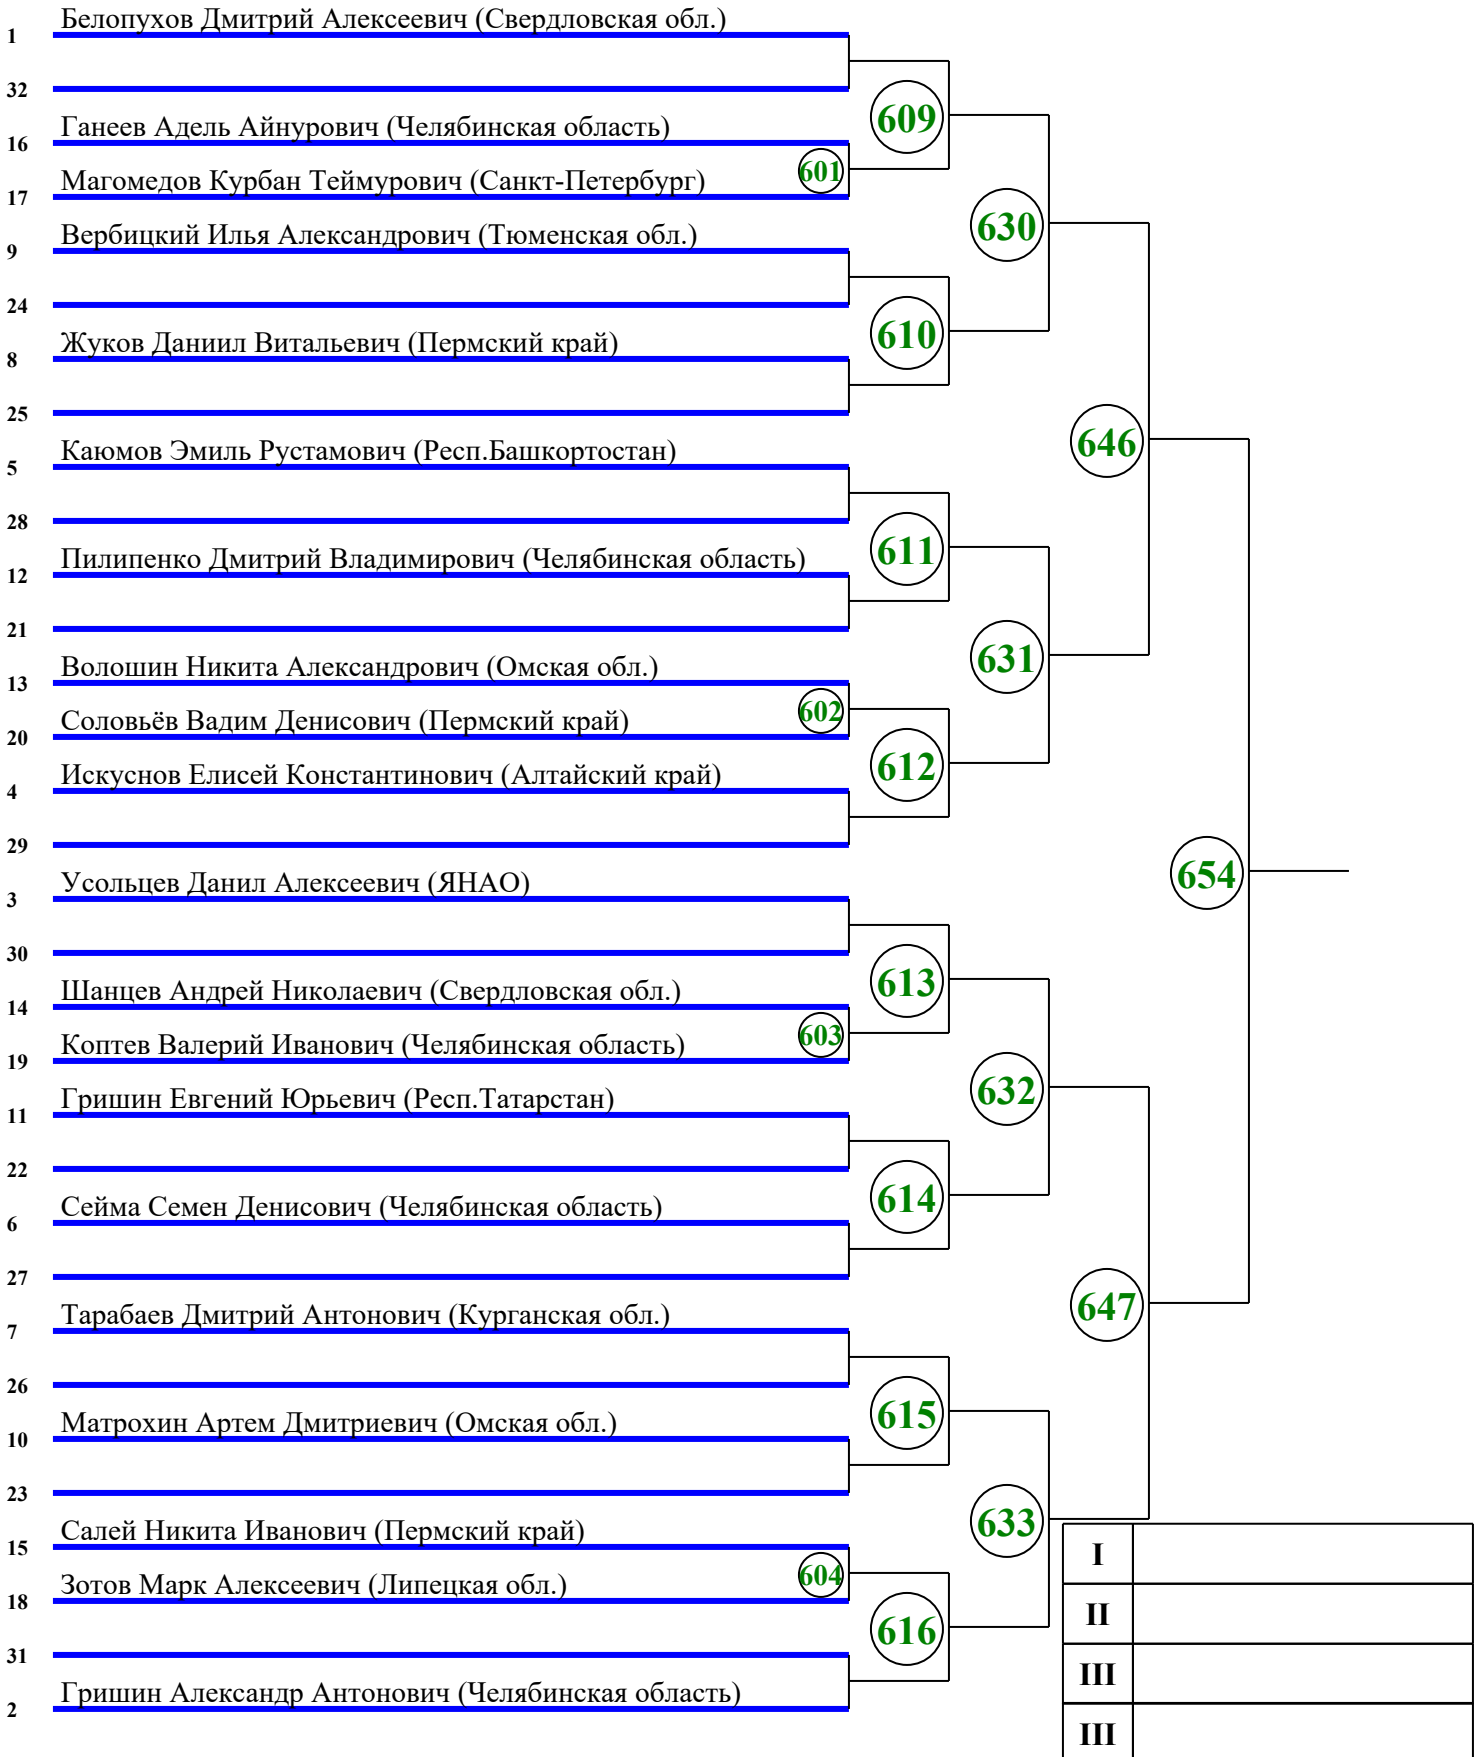 Белопухов Дмитрий Алексеевич (Свердловская обл.)
1
32
609
Ганеев Адель Айнурович (Челябинская область)
16
601
Магомедов Курбан Теймурович (Санкт-Петербург)
17
630
Вербицкий Илья Александрович (Тюменская обл.)
9
24
610
Жуков Даниил Витальевич (Пермский край)
8
25
646
Каюмов Эмиль Рустамович (Респ.Башкортостан)
5
28
611
Пилипенко Дмитрий Владимирович (Челябинская область)
12
21
631
Волошин Никита Александрович (Омская обл.)
13
602
Соловьёв Вадим Денисович (Пермский край)
20
612
Искуснов Елисей Константинович (Алтайский край)
4
29
654
Усольцев Данил Алексеевич (ЯНАО)
3
30
613
Шанцев Андрей Николаевич (Свердловская обл.)
14
603
Коптев Валерий Иванович (Челябинская область)
19
632
Гришин Евгений Юрьевич (Респ.Татарстан)
11
22
614
Сейма Семен Денисович (Челябинская область)
6
27
647
Тарабаев Дмитрий Антонович (Курганская обл.)
7
26
615
Матрохин Артем Дмитриевич (Омская обл.)
10
23
633
Салей Никита Иванович (Пермский край)
15
I
604
Зотов Марк Алексеевич (Липецкая обл.)
18
II
616
31
III
Гришин Александр Антонович (Челябинская область)
2
III